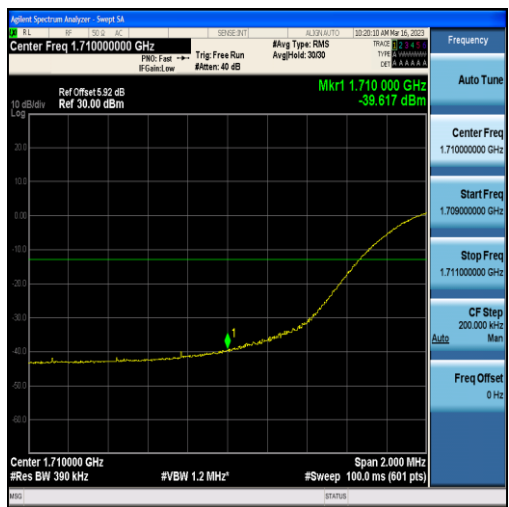 Agilent Spectrum Analyzer - Swept SA
RL RF 50 Ω AC SENSE:INT ALIGN AUTO 10:20:10 AM Mar 16, 2023
Center Freq 1.710000000 GHz
PNO: Fast
IFGain:Low
Trig: Free Run
#Atten: 40 dB
#Avg Type: RMS
Avg|Hold: 30/30
TRACE 1 2 3 4 5 6
TYPE
DET A A A A A A
Ref Offset 5.92 dB
10 dB/div Ref 30.00 dBm
Log
Mkr1 1.710 000 GHz
-39.617 dBm
20.0
10.0
0.00
-10.0
-20.0
-30.0
-40.0
-50.0
-60.0
1
Center 1.710000 GHz
Span 2.000 MHz
#Res BW 390 kHz
#VBW 1.2 MHz*
#Sweep 100.0 ms (601 pts)
MSG
STATUS
Frequency
Auto Tune
Center Freq
1.710000000 GHz
Start Freq
1.709000000 GHz
Stop Freq
1.711000000 GHz
CF Step
200.000 kHz
Auto Man
Freq Offset
0 Hz